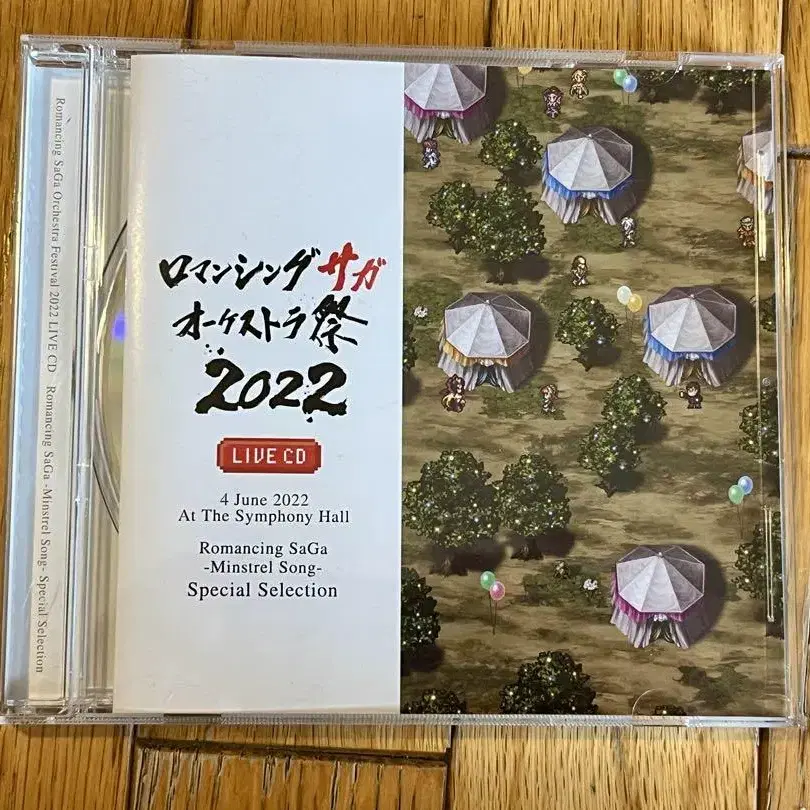 Romancing SaGa Orchestra Festival 2022 LIVE CD Romancing SaGa -Minstrel Song- Special Selection
ロマンシング サガ
オーケストラ祭
2022
LIVE CD
4 June 2022
At The Symphony Hall
Romancing SaGa
-Minstrel Song-
Special Selection